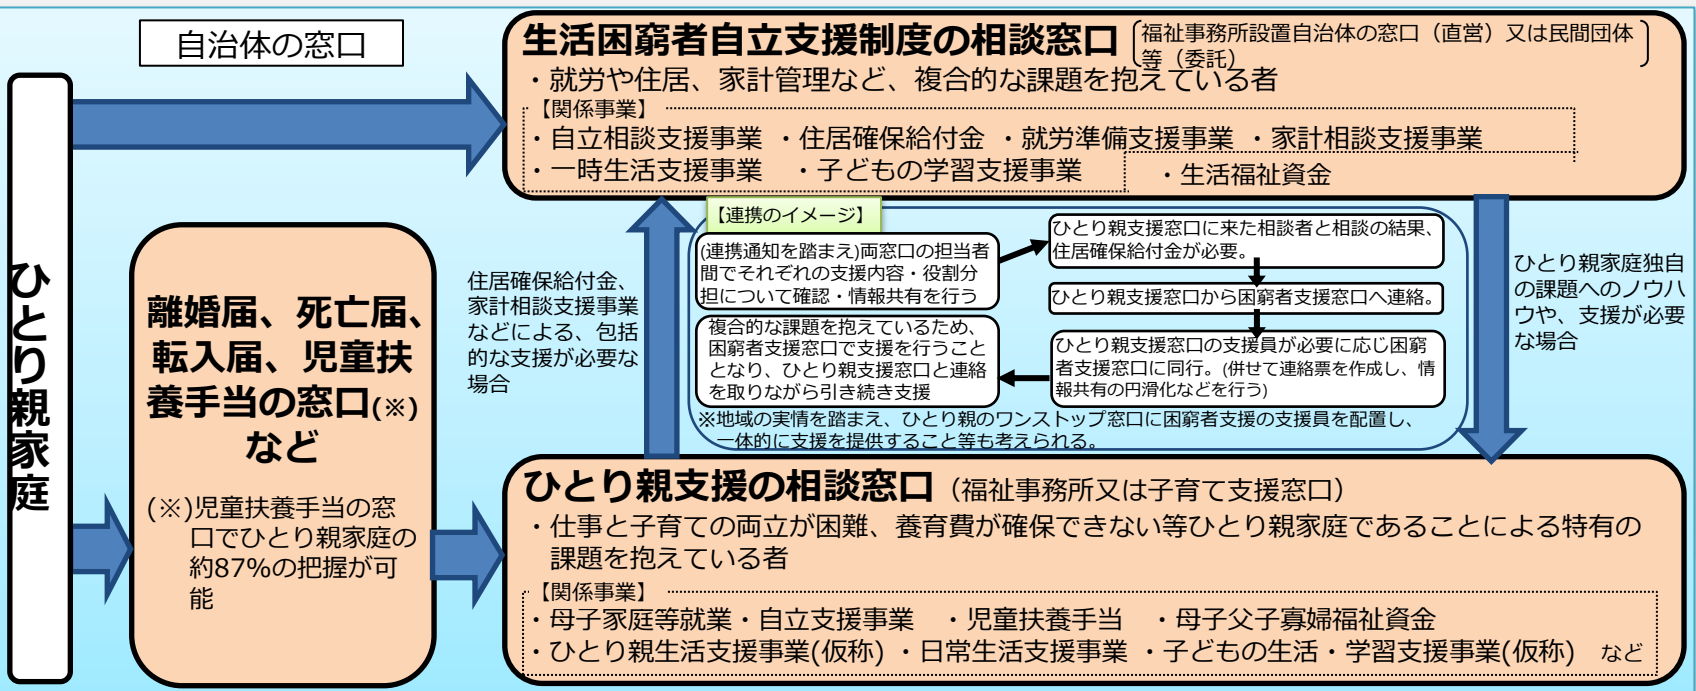 自治体の窓口
ひとり親家庭
生活困窮者自立支援制度の相談窓口
福祉事務所設置自治体の窓口（直営）又は民間団体
等（委託）
・就労や住居、家計管理など、複合的な課題を抱えている者
【関係事業】
・自立相談支援事業 ・住居確保給付金 ・就労準備支援事業 ・家計相談支援事業
・一時生活支援事業 ・子どもの学習支援事業
・生活福祉資金
離婚届、死亡届、
転入届、児童扶
養手当の窓口(※)
など
(※)児童扶養手当の窓
口でひとり親家庭の
約87%の把握が可
能
住居確保給付金、
家計相談支援事業
などによる、包括
的な支援が必要な
場合
【連携のイメージ】
(連携通知を踏まえ)両窓口の担当者
間でそれぞれの支援内容・役割分
担について確認・情報共有を行う
ひとり親支援窓口に来た相談者と相談の結果、
住居確保給付金が必要。
ひとり親支援窓口から困窮者支援窓口へ連絡。
ひとり親支援窓口の支援員が必要に応じ困窮
者支援窓口に同行。(併せて連絡票を作成し、情
報共有の円滑化などを行う)
複合的な課題を抱えているため、
困窮者支援窓口で支援を行うこと
となり、ひとり親支援窓口と連絡
を取りながら引き続き支援
※地域の実情を踏まえ、ひとり親のワンストップ窓口に困窮者支援の支援員を配置し、
一体的に支援を提供すること等も考えられる。
ひとり親家庭独自
の課題へのノウハ
ウや、支援が必要
な場合
ひとり親支援の相談窓口（福祉事務所又は子育て支援窓口）
・仕事と子育ての両立が困難、養育費が確保できない等ひとり親家庭であることによる特有の
課題を抱えている者
【関係事業】
・母子家庭等就業・自立支援事業 ・児童扶養手当 ・母子父子寡婦福祉資金
・ひとり親生活支援事業(仮称) ・日常生活支援事業 ・子どもの生活・学習支援事業(仮称) など